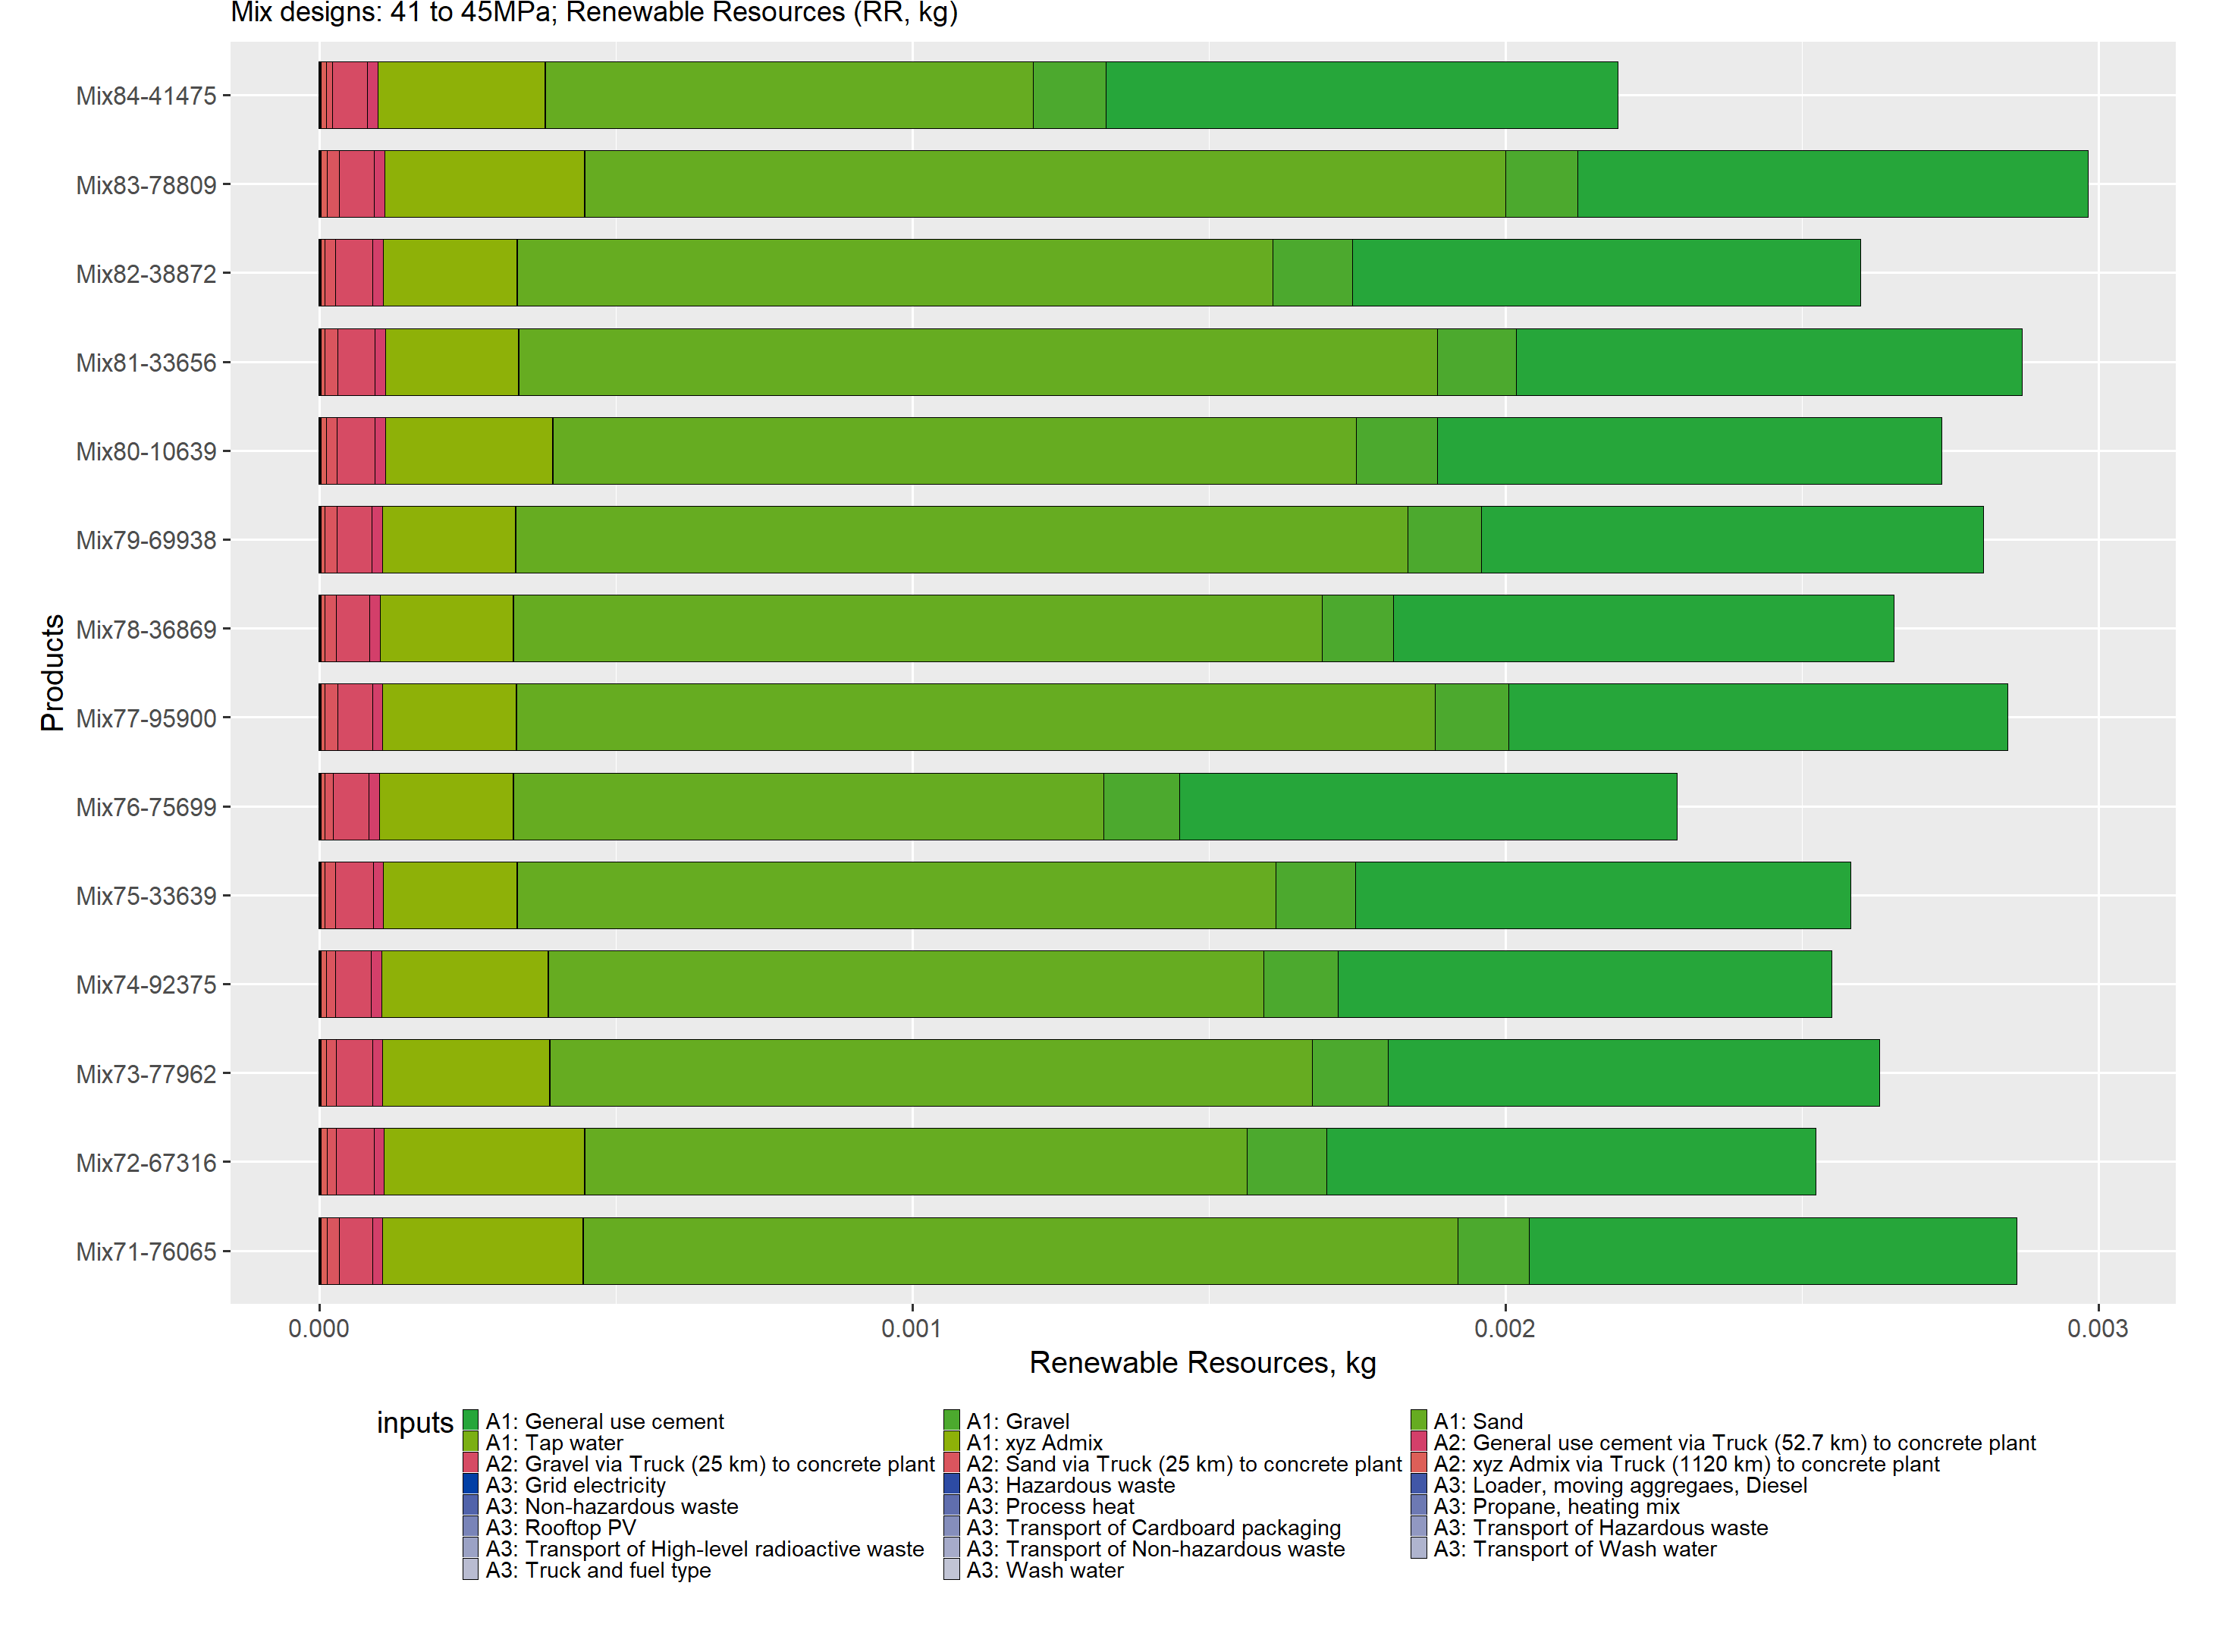 Mix designs: 41 to 45MPa; Renewable Resources (RR, kg)
Mix84-41475
Mix83-78809
Mix82-38872
Mix81-33656
Mix80-10639
Mix79-69938
Mix78-36869
Mix77-95900
Mix76-75699
Mix75-33639
Mix74-92375
Mix73-77962
Mix72-67316
Mix71-76065
Products
0.000 0.001 0.002 0.003
Renewable Resources, kg
inputs
A1: General use cement A1: Gravel A1: Sand
A1: Tap water A1: xyz Admix A2: General use cement via Truck (52.7 km) to concrete plant
A2: Gravel via Truck (25 km) to concrete plant A2: Sand via Truck (25 km) to concrete plant A2: xyz Admix via Truck (1120 km) to concrete plant
A3: Grid electricity A3: Hazardous waste A3: Loader, moving aggregaes, Diesel
A3: Non-hazardous waste A3: Process heat A3: Propane, heating mix
A3: Rooftop PV A3: Transport of Cardboard packaging A3: Transport of Hazardous waste
A3: Transport of High-level radioactive waste A3: Transport of Non-hazardous waste A3: Transport of Wash water
A3: Truck and fuel type A3: Wash water